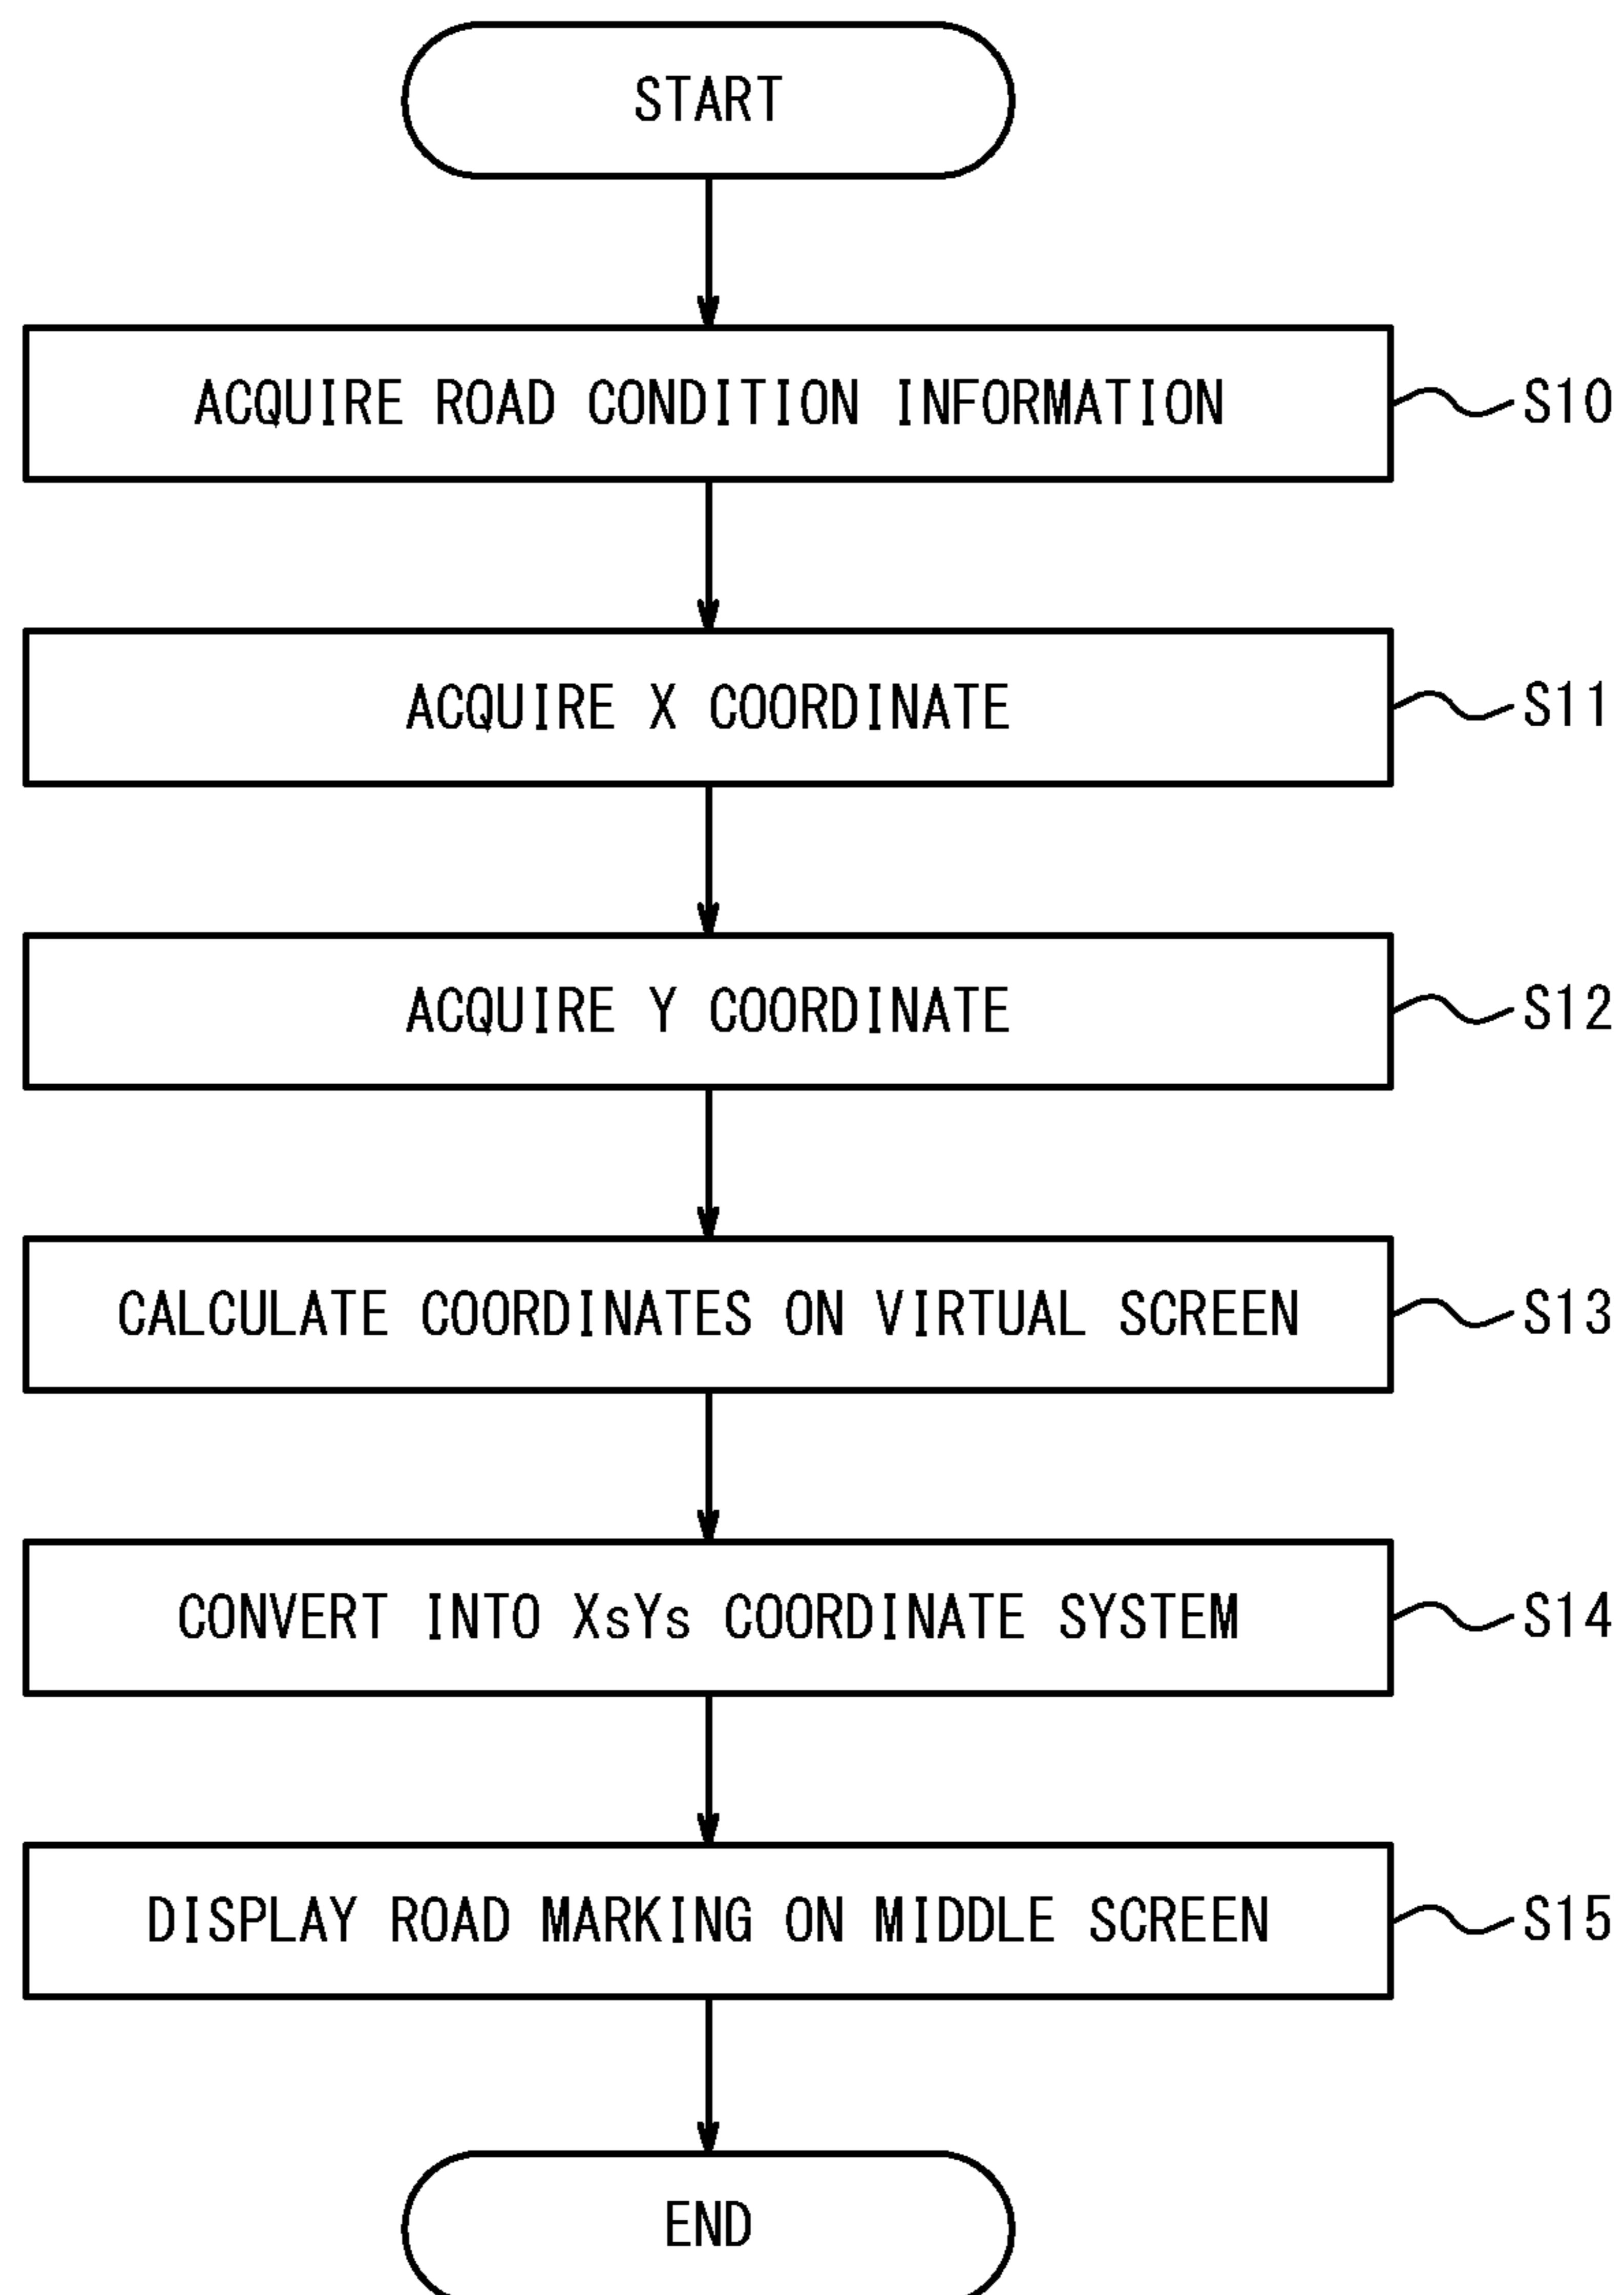 START
ACQUIRE ROAD CONDITION INFORMATION S10
ACQUIRE X COORDINATE S11
ACQUIRE Y COORDINATE S12
CALCULATE COORDINATES ON VIRTUAL SCREEN S13
CONVERT INTO XsYs COORDINATE SYSTEM S14
DISPLAY ROAD MARKING ON MIDDLE SCREEN S15
END